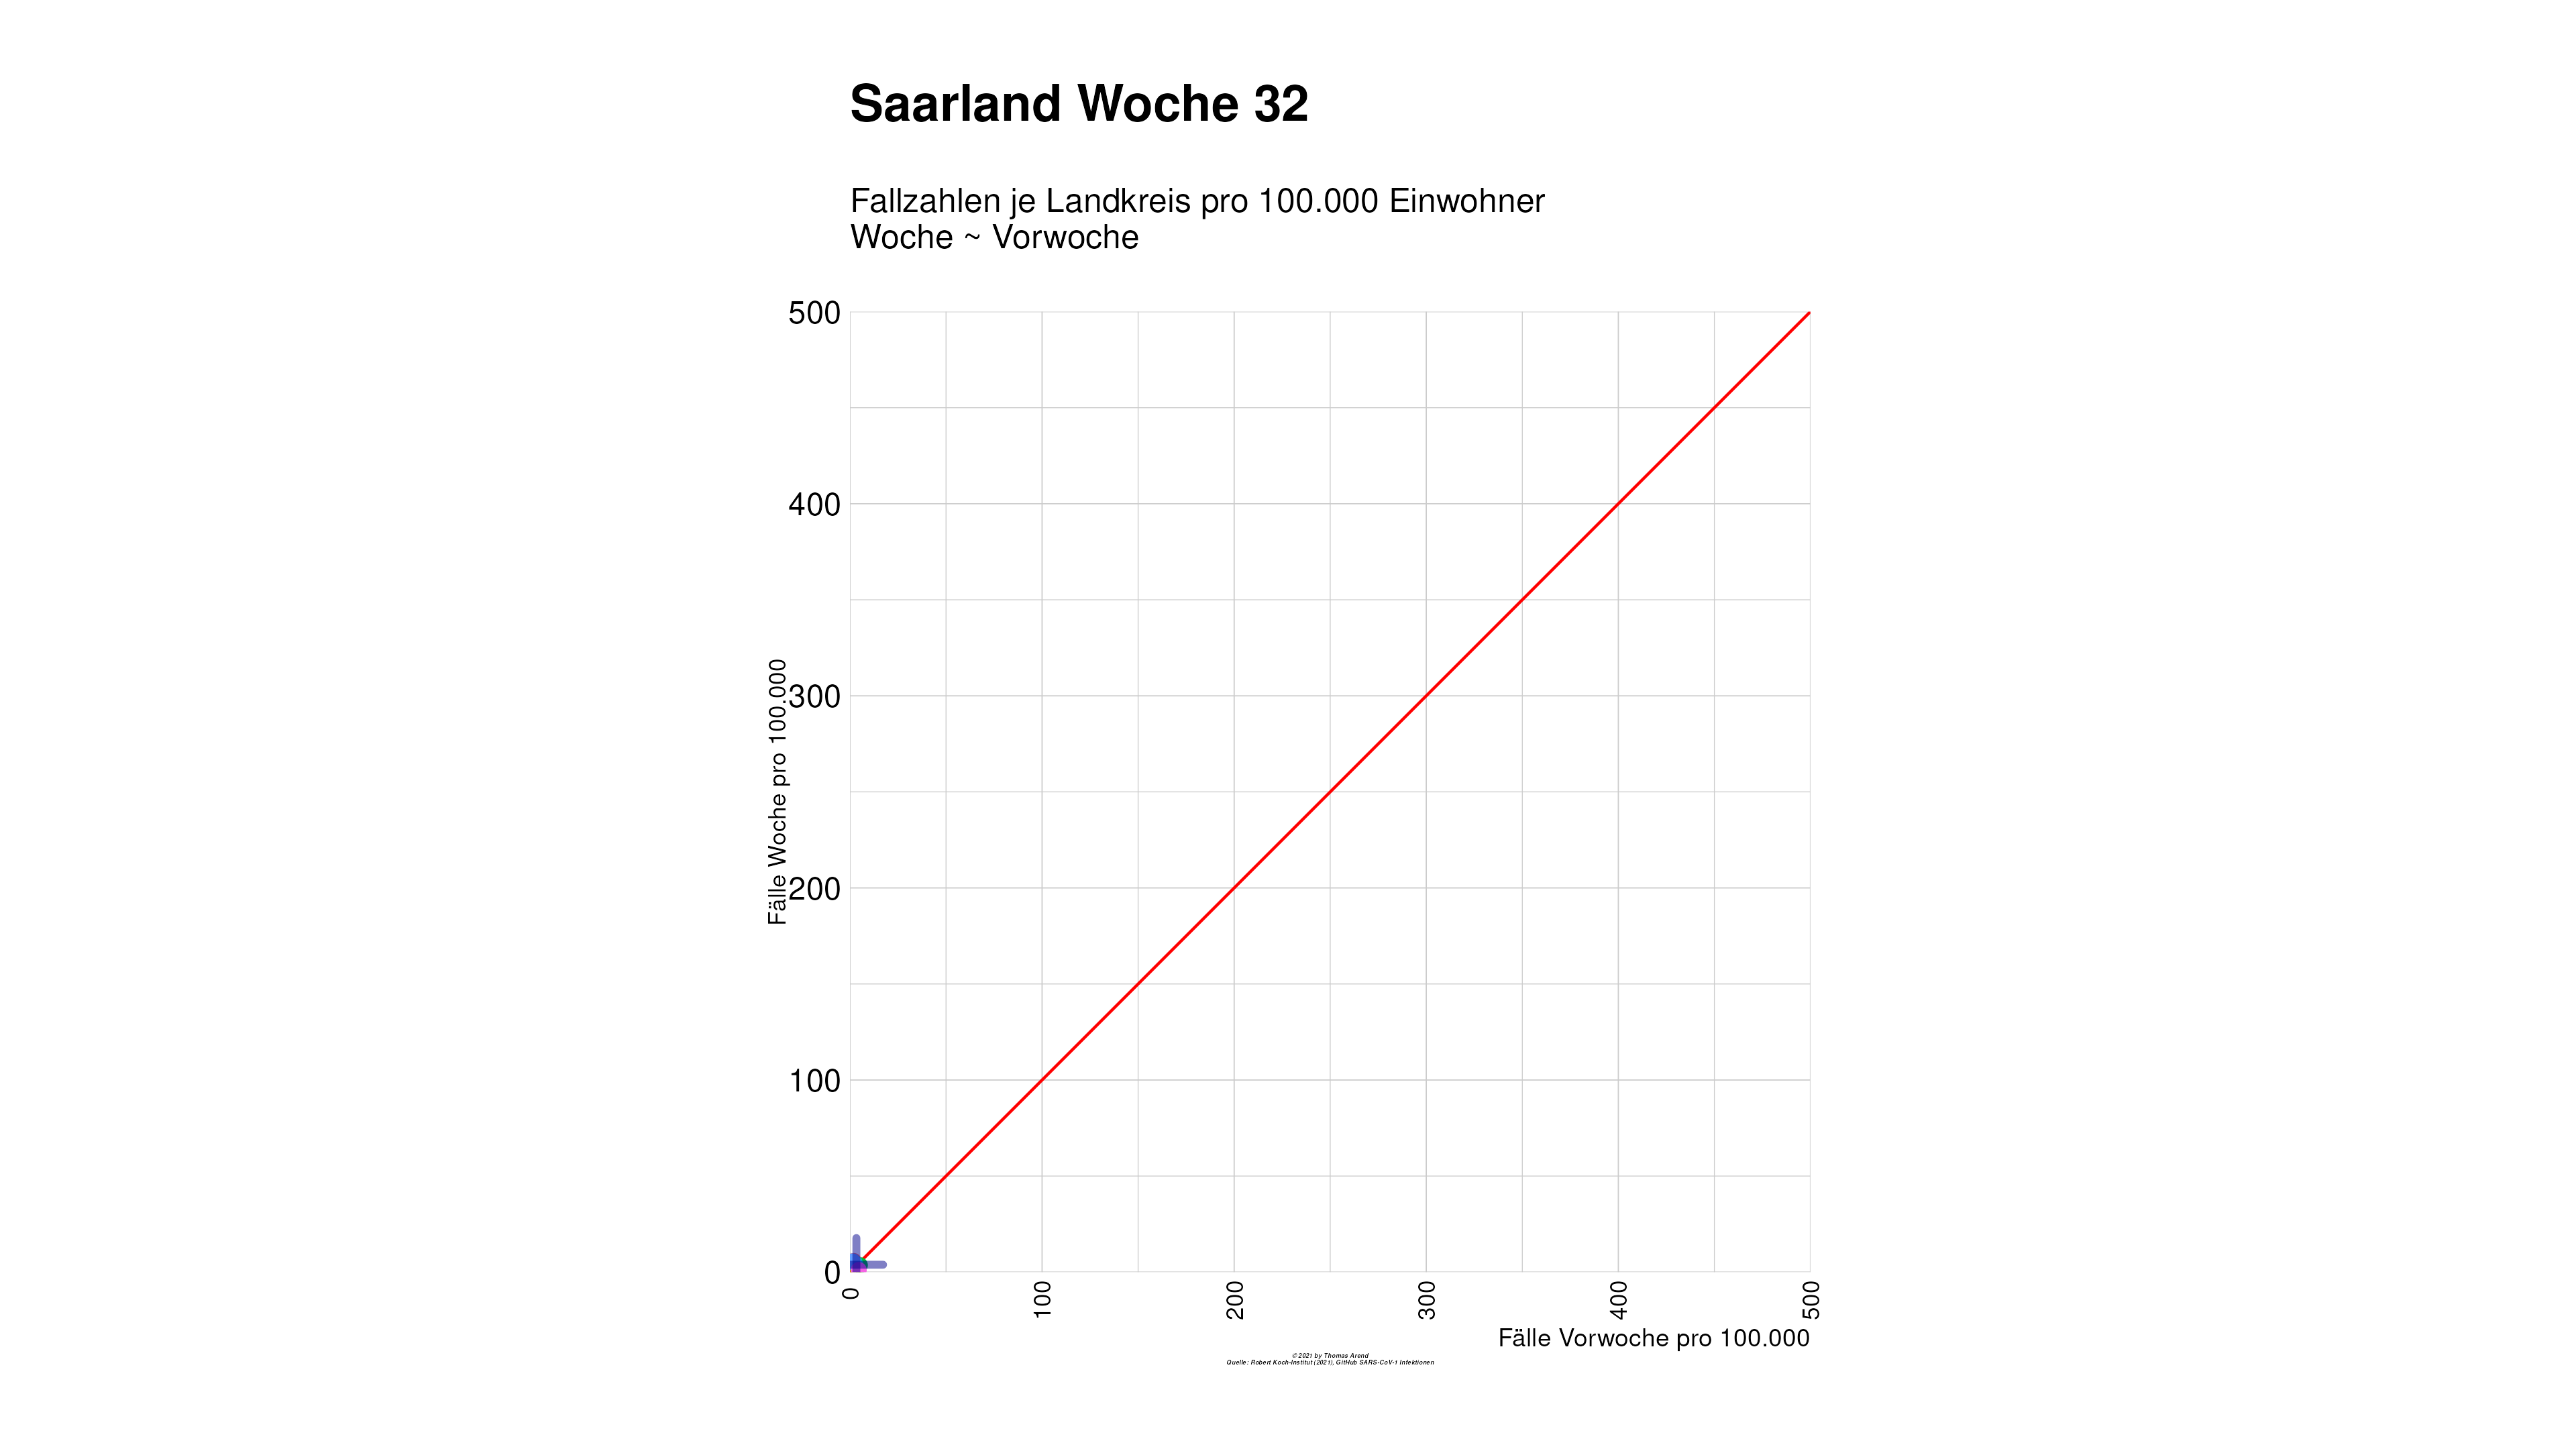 Saarland Woche 32
Fallzahlen je Landkreis pro 100.000 Einwohner
Woche ~ Vorwoche
500
400
300
200
100
0
Fälle Woche pro 100.000
0
100
200
300
400
500
Fälle Vorwoche pro 100.000
© 2021 by Thomas Arend
Quelle: Robert Koch-Institut (2021), GitHub SARS-CoV-1 Infektionen